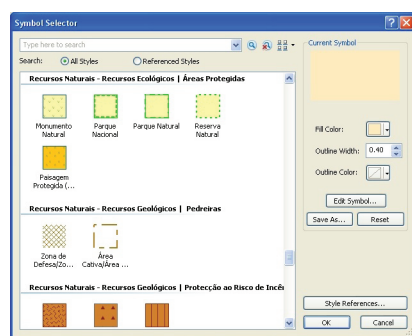 Symbol Selector
Type here to search
Search: All Styles Referenced Styles
Recursos Naturais - Recursos Ecológicos | Áreas Protegidas
Monumento Natural
Parque Nacional
Parque Natural
Reserva Natural
Paisagem Protegida (...
Recursos Naturais - Recursos Geológicos | Pedreiras
Zona de Defesa/Zo...
Área Cativa/Área ...
Recursos Naturais - Recursos Geológicos | Protecção ao Risco de Incên
Current Symbol
Fill Color:
Outline Width: 0.40
Outline Color:
Edit Symbol...
Save As... Reset
Style References...
OK Cancel